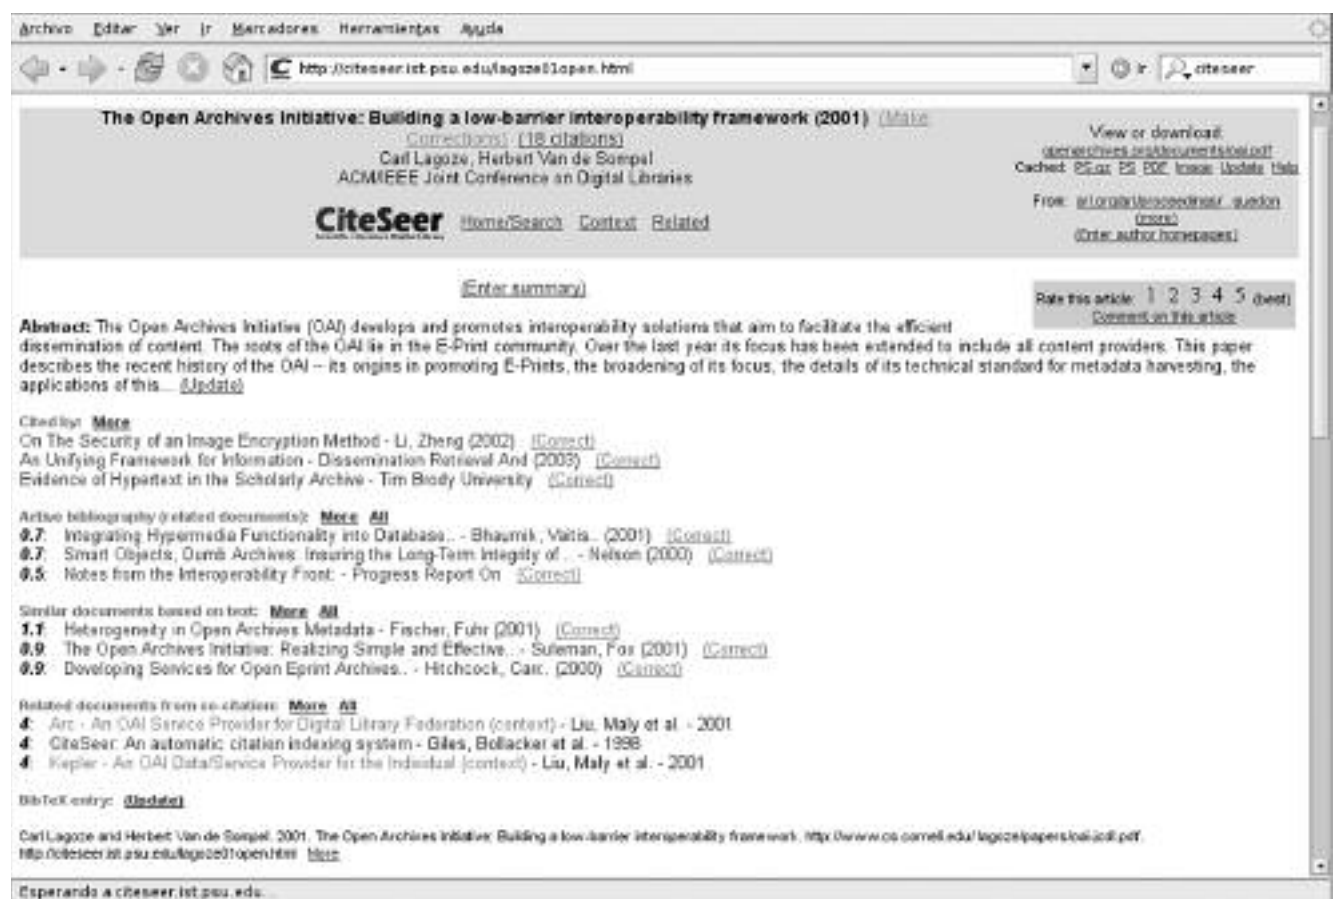 Archivo Editar Ver Ir Marcadores Herramientas Ayuda
http://citeseer.ist.psu.edu/lagoze01open.html Ir citeseer
The Open Archives Initiative: Building a low-barrier interoperability framework (2001) (Make
Corrections) (18 citations)
Carl Lagoze, Herbert Van de Sompel
ACM/IEEE Joint Conference on Digital Libraries
CiteSeer Home/Search Context Related
View or download:
openarchives.org/documents/oai.pdf
Cached: PS.gz PS PDF Image Update Help
From:
(more)
(Enter author homepages)
(Enter summary)
Rate this article: 1 2 3 4 5 (best)
Comment on this article
Abstract: The Open Archives Initiative (OAI) develops and promotes interoperability solutions that aim to facilitate the efficient
dissemination of content. The roots of the OAI lie in the E-Print community. Over the last year its focus has been extended to include all content providers. This paper
describes the recent history of the OAI -- its origins in promoting E-Prints, the broadening of its focus, the details of its technical standard for metadata harvesting, the
applications of this... (Update)
Cited by: More
On The Security of an Image Encryption Method - Li, Zheng (2002) (Correct)
An Unifying Framework for Information - Dissemination Retrieval And (2003) (Correct)
Evidence of Hypertext in the Scholarly Archive - Tim Brody University (Correct)
Active bibliography (related documents): More All
0.7: Integrating Hypermedia Functionality into Database.. - Bhaumik, Vaitis.. (2001) (Correct)
0.7: Smart Objects, Dumb Archives: Insuring the Long-Term Integrity of .. - Nelson (2000) (Correct)
0.5: Notes from the Interoperability Front: - Progress Report On (Correct)
Similar documents based on text: More All
1.1: Heterogeneity in Open Archives Metadata - Fischer, Fuhr (2001) (Correct)
0.9: The Open Archives Initiative: Realizing Simple and Effective.. - Suleman, Fox (2001) (Correct)
0.9: Developing Services for Open Eprint Archives.. - Hitchcock, Carr.. (2000) (Correct)
Related documents from co-citation: More All
4: Arc - An OAI Service Provider for Digital Library Federation (context) - Liu, Maly et al. - 2001
4: CiteSeer: An automatic citation indexing system - Giles, Bollacker et al. - 1998
4: Kepler - An OAI Data/Service Provider for the Individual (context) - Liu, Maly et al. - 2001
BibTeX entry: (Update)
Carl Lagoze and Herbert Van de Sompel. 2001. The Open Archives Initiative: Building a low-barrier interoperability framework. http://www.cs.cornell.edu/lagoze/papers/oai-jcdl.pdf.
http://citeseer.ist.psu.edu/lagoze01open.html More
Esperando a citeseer.ist.psu.edu...